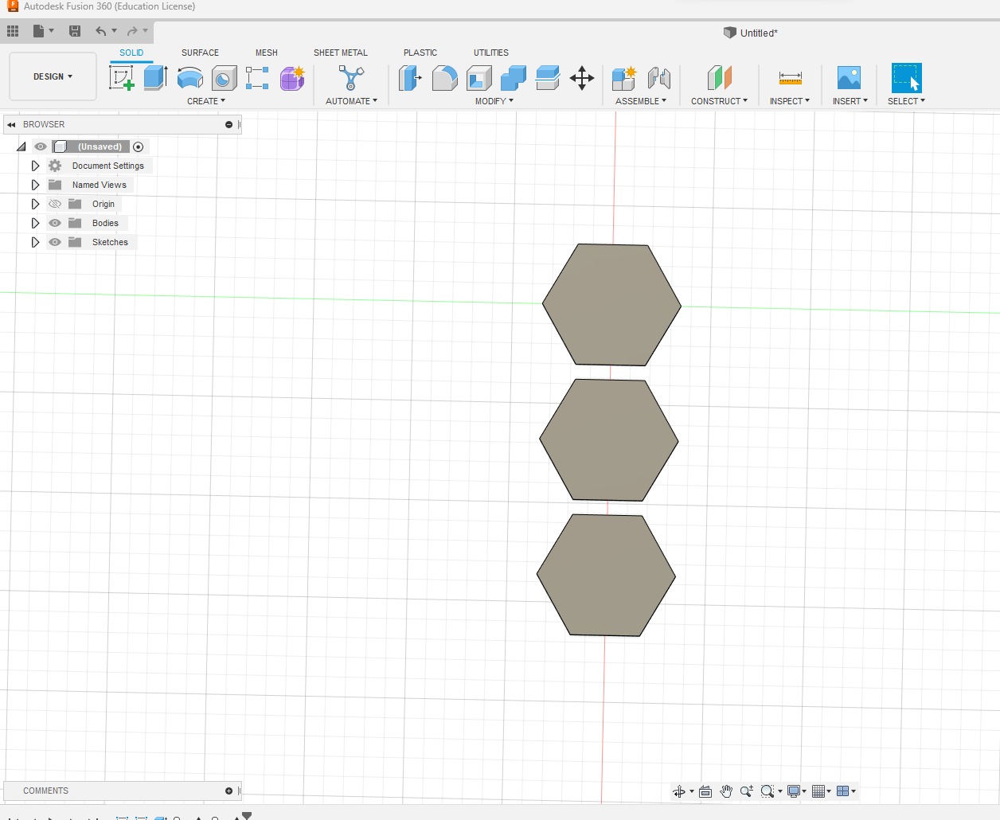 Autodesk Fusion 360 (Education License)
Untitled*
SOLID SURFACE MESH SHEET METAL PLASTIC UTILITIES
DESIGN
CREATE AUTOMATE MODIFY ASSEMBLE CONSTRUCT INSPECT INSERT SELECT
BROWSER
(Unsaved)
Document Settings
Named Views
Origin
Bodies
Sketches
COMMENTS